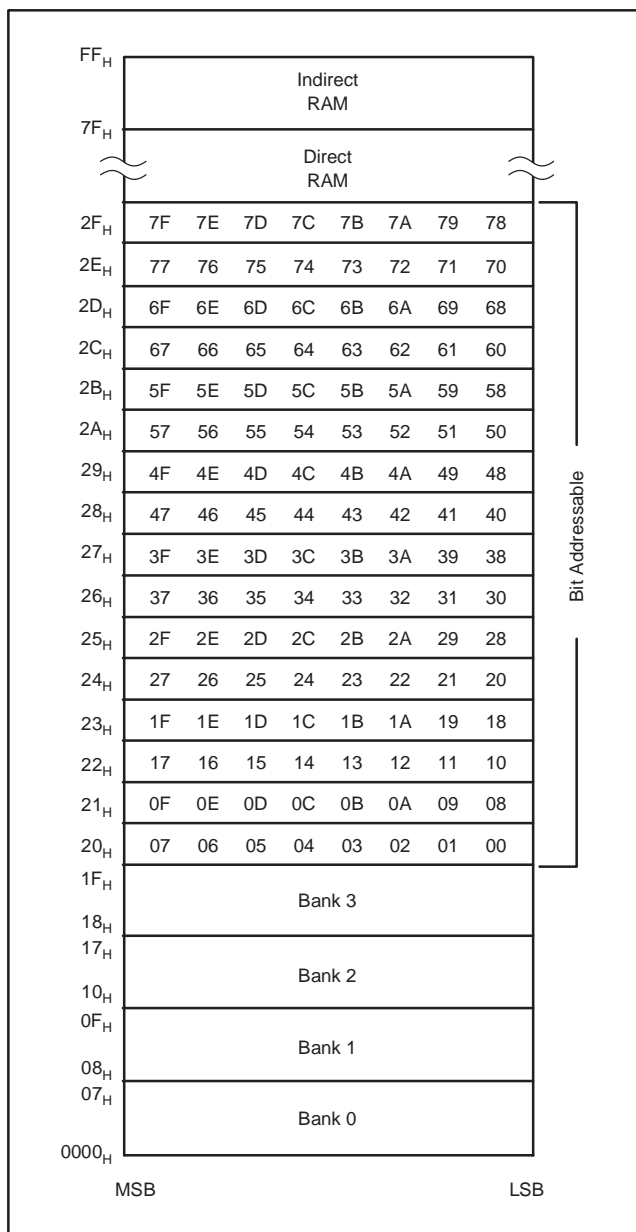 FFH
Indirect
RAM
7FH
Direct
RAM
2FH 7F 7E 7D 7C 7B 7A 79 78
2EH 77 76 75 74 73 72 71 70
2DH 6F 6E 6D 6C 6B 6A 69 68
2CH 67 66 65 64 63 62 61 60
2BH 5F 5E 5D 5C 5B 5A 59 58
2AH 57 56 55 54 53 52 51 50
29H 4F 4E 4D 4C 4B 4A 49 48
28H 47 46 45 44 43 42 41 40
27H 3F 3E 3D 3C 3B 3A 39 38
26H 37 36 35 34 33 32 31 30
25H 2F 2E 2D 2C 2B 2A 29 28
24H 27 26 25 24 23 22 21 20
23H 1F 1E 1D 1C 1B 1A 19 18
22H 17 16 15 14 13 12 11 10
21H 0F 0E 0D 0C 0B 0A 09 08
20H 07 06 05 04 03 02 01 00
Bit Addressable
1FH
Bank 3
18H
17H
Bank 2
10H
0FH
Bank 1
08H
07H
Bank 0
0000H
MSB LSB